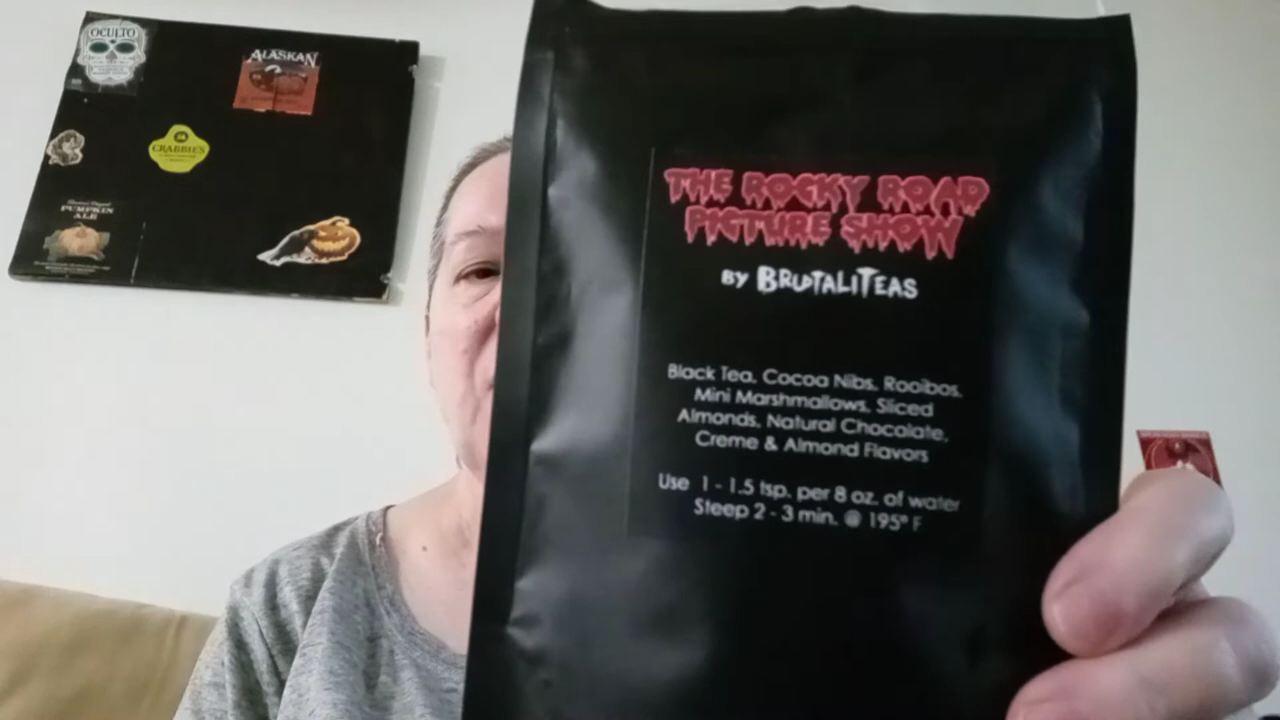 OCULTO
ALASKAN
CRABBIE'S
PUMPKIN
ALE
THE ROCKY ROAD
PICTURE SHOW
BY BRUTALITEAS
Black Tea, Cocoa Nibs, Rooibos,
Mini Marshmallows, Sliced
Almonds, Natural Chocolate,
Creme & Almond Flavors
Use 1 - 1.5 tsp. per 8 oz. of water
Steep 2 - 3 min. @ 195° F